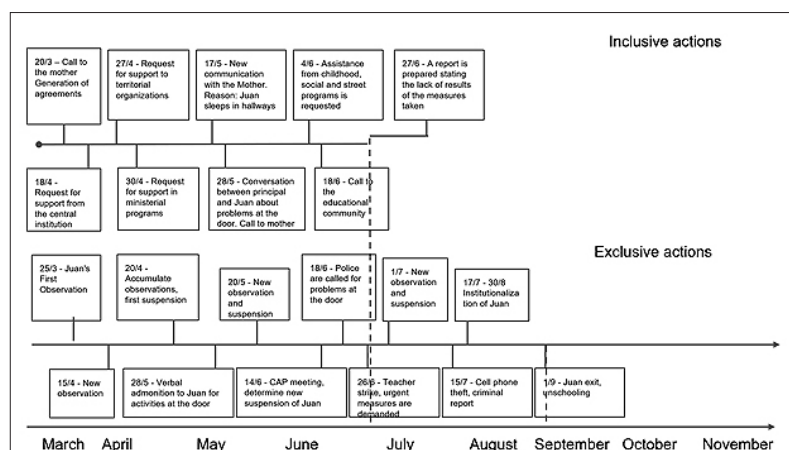 Inclusive actions
20/3 – Call to
the mother
Generation of
agreements
27/4 - Request
for support to
territorial
organizations
17/5 - New
communication
with the Mother.
Reason: Juan
sleeps in hallways
4/6 - Assistance
from childhood,
social and street
programs is
requested
27/6 - A report is
prepared stating
the lack of results
of the measures
taken
18/4 -
Request for
support from
the central
institution
30/4 - Request
for support in
ministerial
programs
28/5 - Conversation
between principal
and Juan about
problems at the
door. Call to mother
18/6 - Call to
the
educational
community
Exclusive actions
25/3 - Juan's
First
Observation
20/4 -
Accumulate
observations,
first suspension
20/5 - New
observation
and suspension
18/6 - Police
are called for
problems at
the door
1/7 - New
observation
and
suspension
17/7 - 30/8
Institutionaliza
tion of Juan
15/4 - New
observation
28/5 - Verbal
admonition to Juan for
activities at the door
14/6 - CAP meeting,
determine new
suspension of Juan
26/6 - Teacher
strike, urgent
measures are
demanded
15/7 - Cell phone
theft, criminal
report
1/9 - Juan exit,
unschooling
March April May June July August September October November